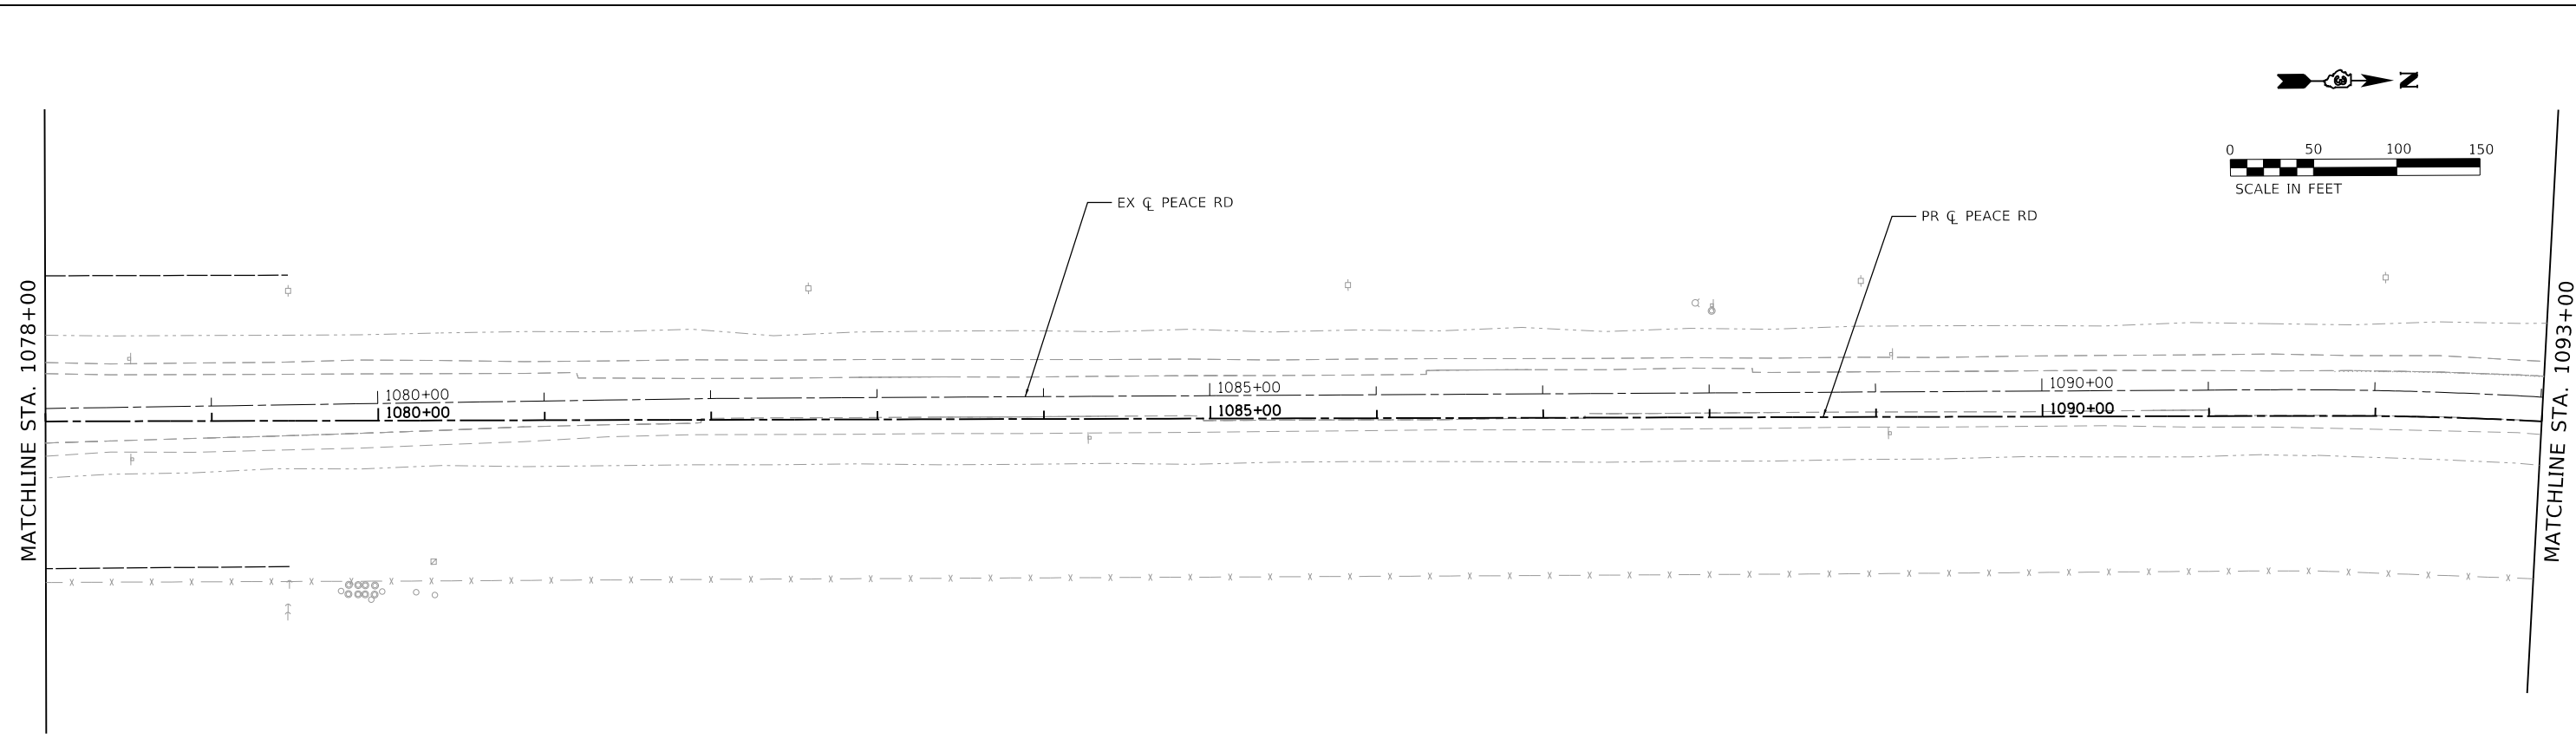 N
0 50 100 150
SCALE IN FEET
EX ℄ PEACE RD
PR ℄ PEACE RD
MATCHLINE STA. 1078+00
MATCHLINE STA. 1093+00
1080+00
1085+00
1090+00
1080+00
1085+00
1090+00